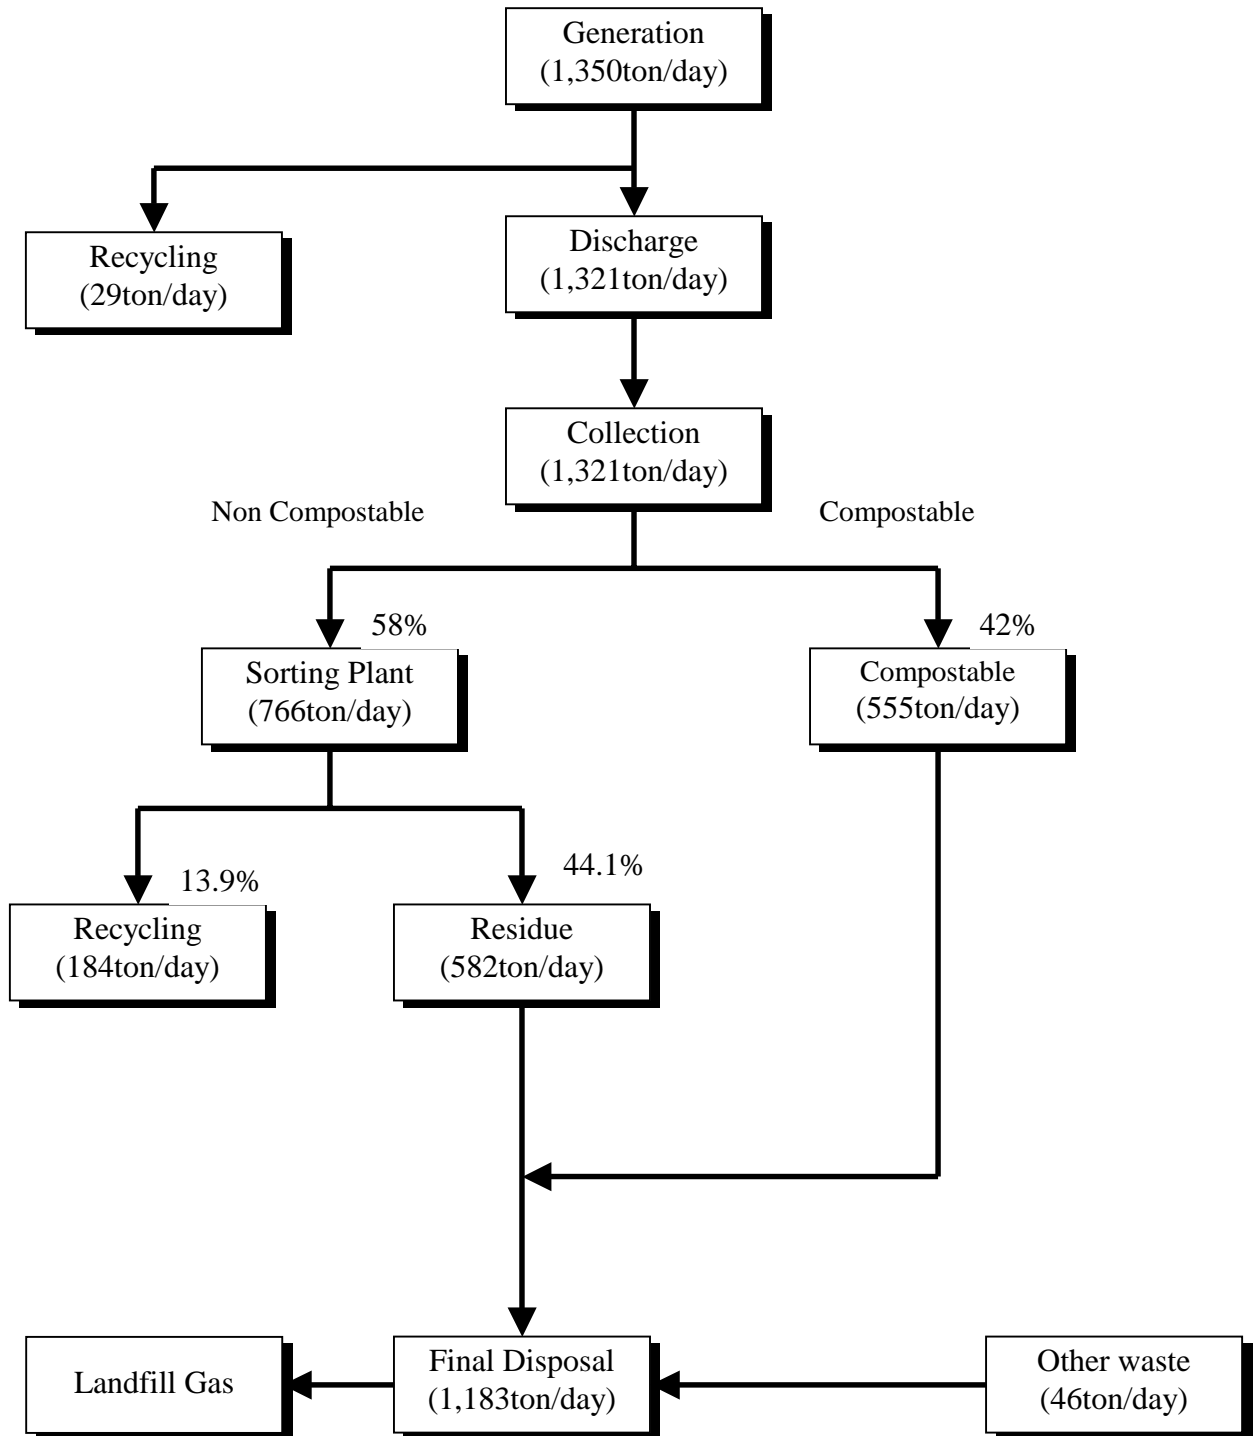 Generation
(1,350ton/day)
Recycling
(29ton/day)
Discharge
(1,321ton/day)
Collection
(1,321ton/day)
Non Compostable
Compostable
58%
42%
Sorting Plant
(766ton/day)
Compostable
(555ton/day)
13.9%
44.1%
Recycling
(184ton/day)
Residue
(582ton/day)
Landfill Gas
Final Disposal
(1,183ton/day)
Other waste
(46ton/day)